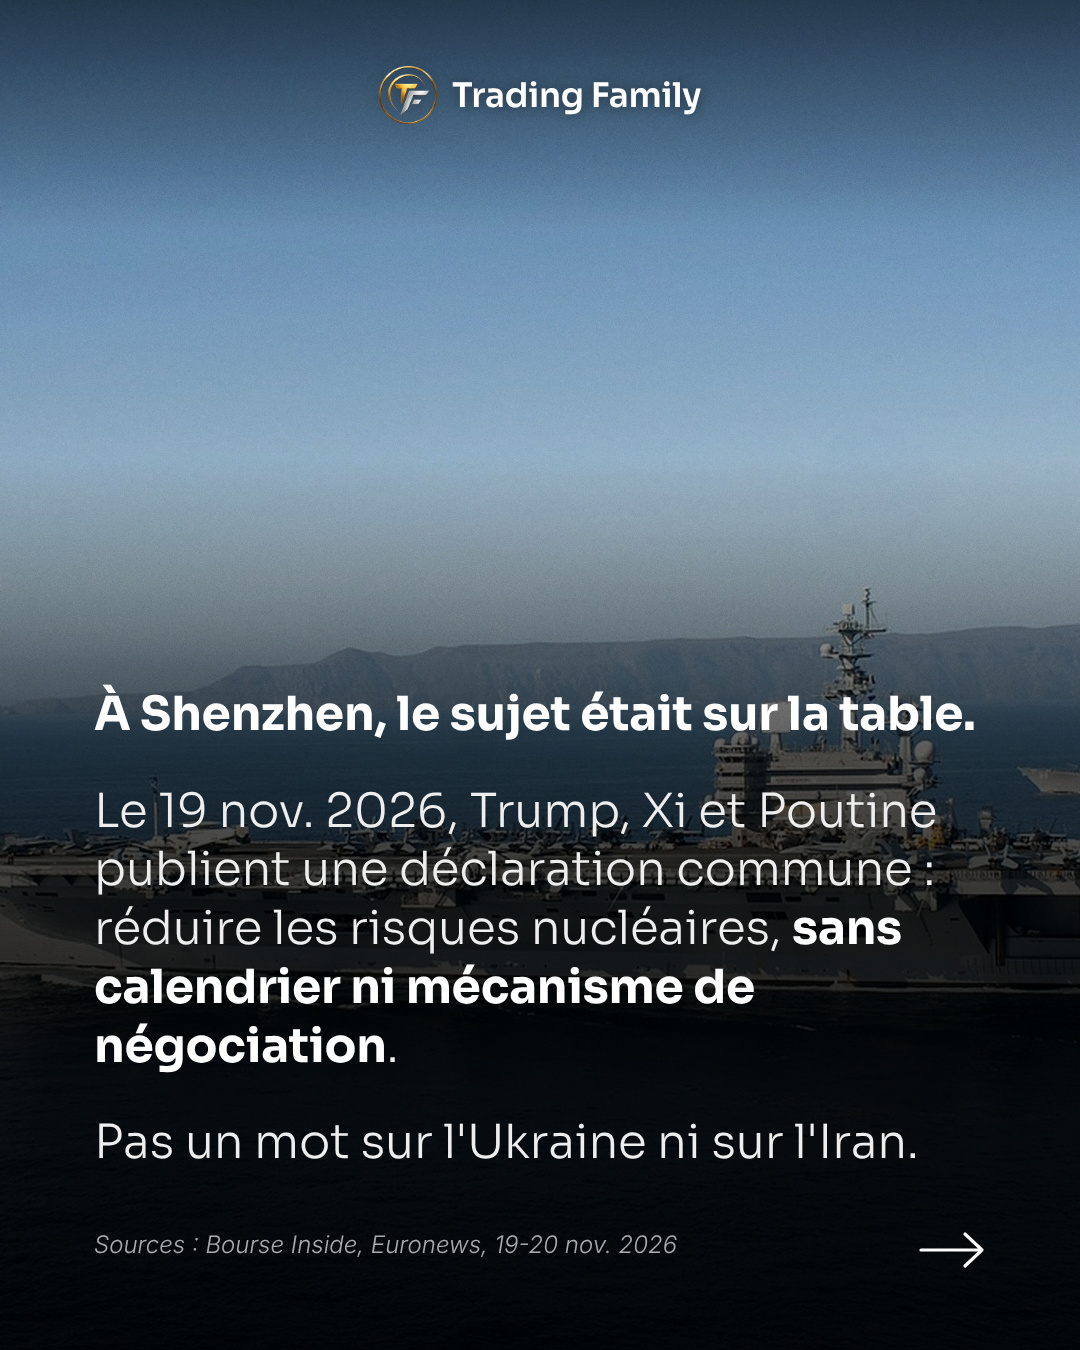 TF Trading Family
À Shenzhen, le sujet était sur la table.
Le 19 nov. 2026, Trump, Xi et Poutine
publient une déclaration commune :
réduire les risques nucléaires, sans
calendrier ni mécanisme de
négociation.
Pas un mot sur l'Ukraine ni sur l'Iran.
Sources : Bourse Inside, Euronews, 19-20 nov. 2026